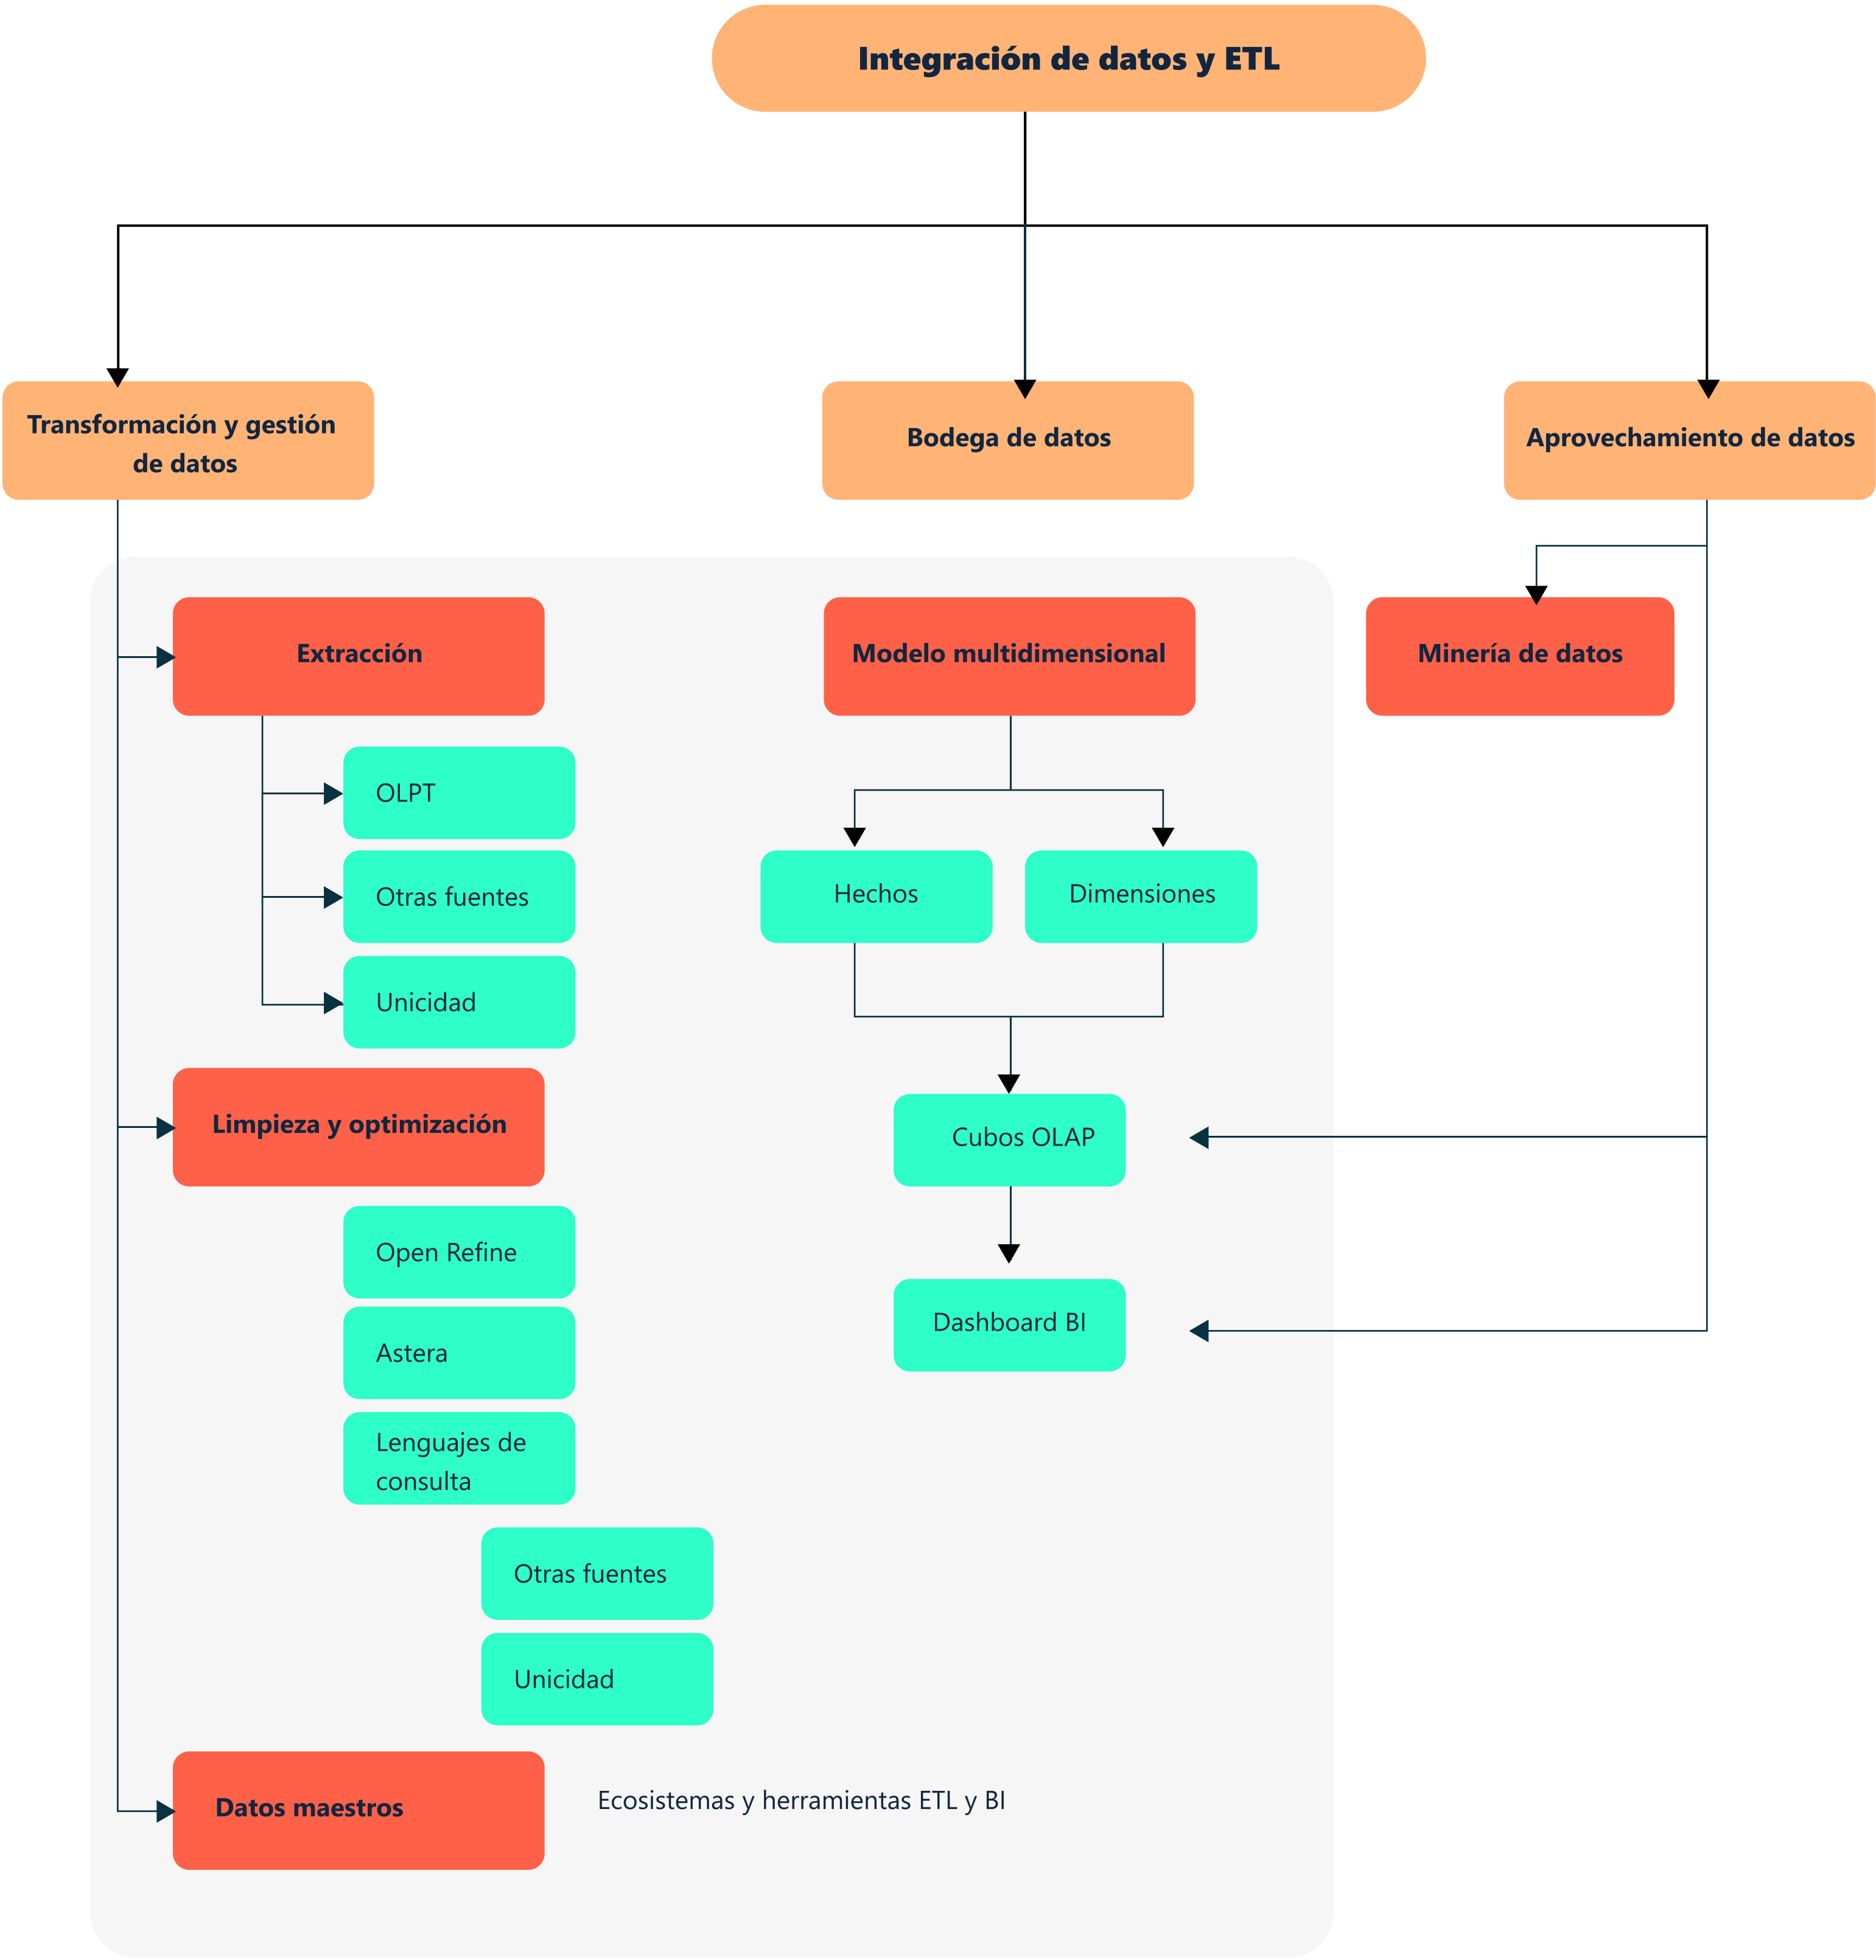 Integración de datos y ETL
Transformación y gestión
de datos
Bodega de datos
Aprovechamiento de datos
Extracción
Modelo multidimensional
Minería de datos
OLPT
Otras fuentes
Unicidad
Hechos
Dimensiones
Limpieza y optimización
Cubos OLAP
Open Refine
Astera
Lenguajes de
consulta
Dashboard BI
Otras fuentes
Unicidad
Datos maestros
Ecosistemas y herramientas ETL y BI